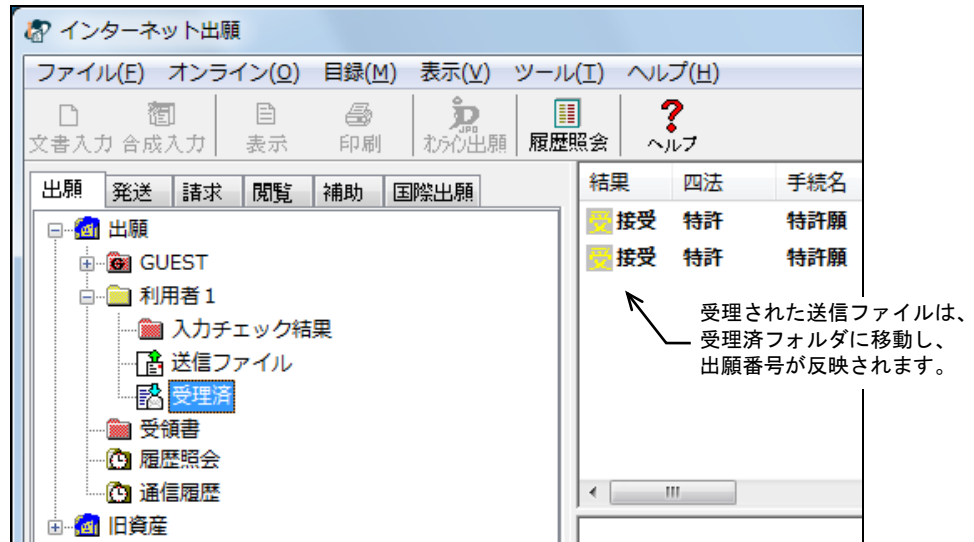 インターネット出願
ファイル(F) オンライン(O) 目録(M) 表示(V) ツール(T) ヘルプ(H)
文書入力 合成入力 表示 印刷 オンライン出願 履歴照会 ヘルプ
出願 発送 請求 閲覧 補助 国際出願
結果 四法 手続名
出願
受 接受 特許 特許願
GUEST
受 接受 特許 特許願
利用者1
入力チェック結果
送信ファイル
受理済
受領書
履歴照会
通信履歴
旧資産
受理された送信ファイルは、
受理済フォルダに移動し、
出願番号が反映されます。